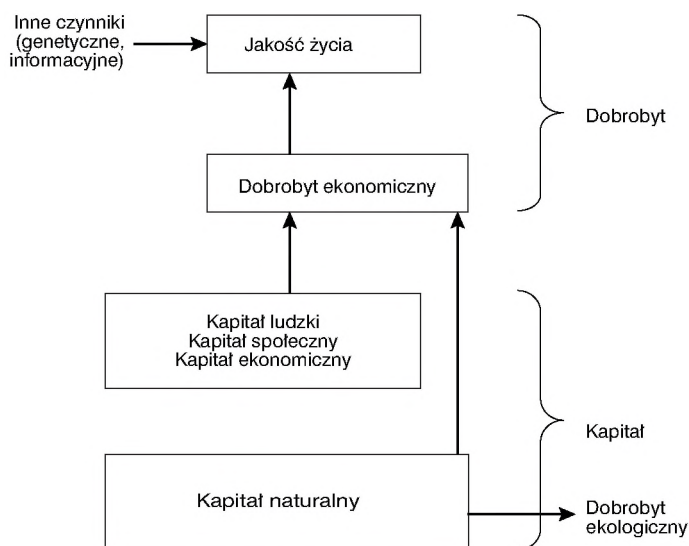 Inne czynniki
(genetyczne,
informacyjne)
Jakość życia
Dobrobyt
Dobrobyt ekonomiczny
Kapitał ludzki
Kapitał społeczny
Kapitał ekonomiczny
Kapitał
Kapitał naturalny
Dobrobyt
ekologiczny